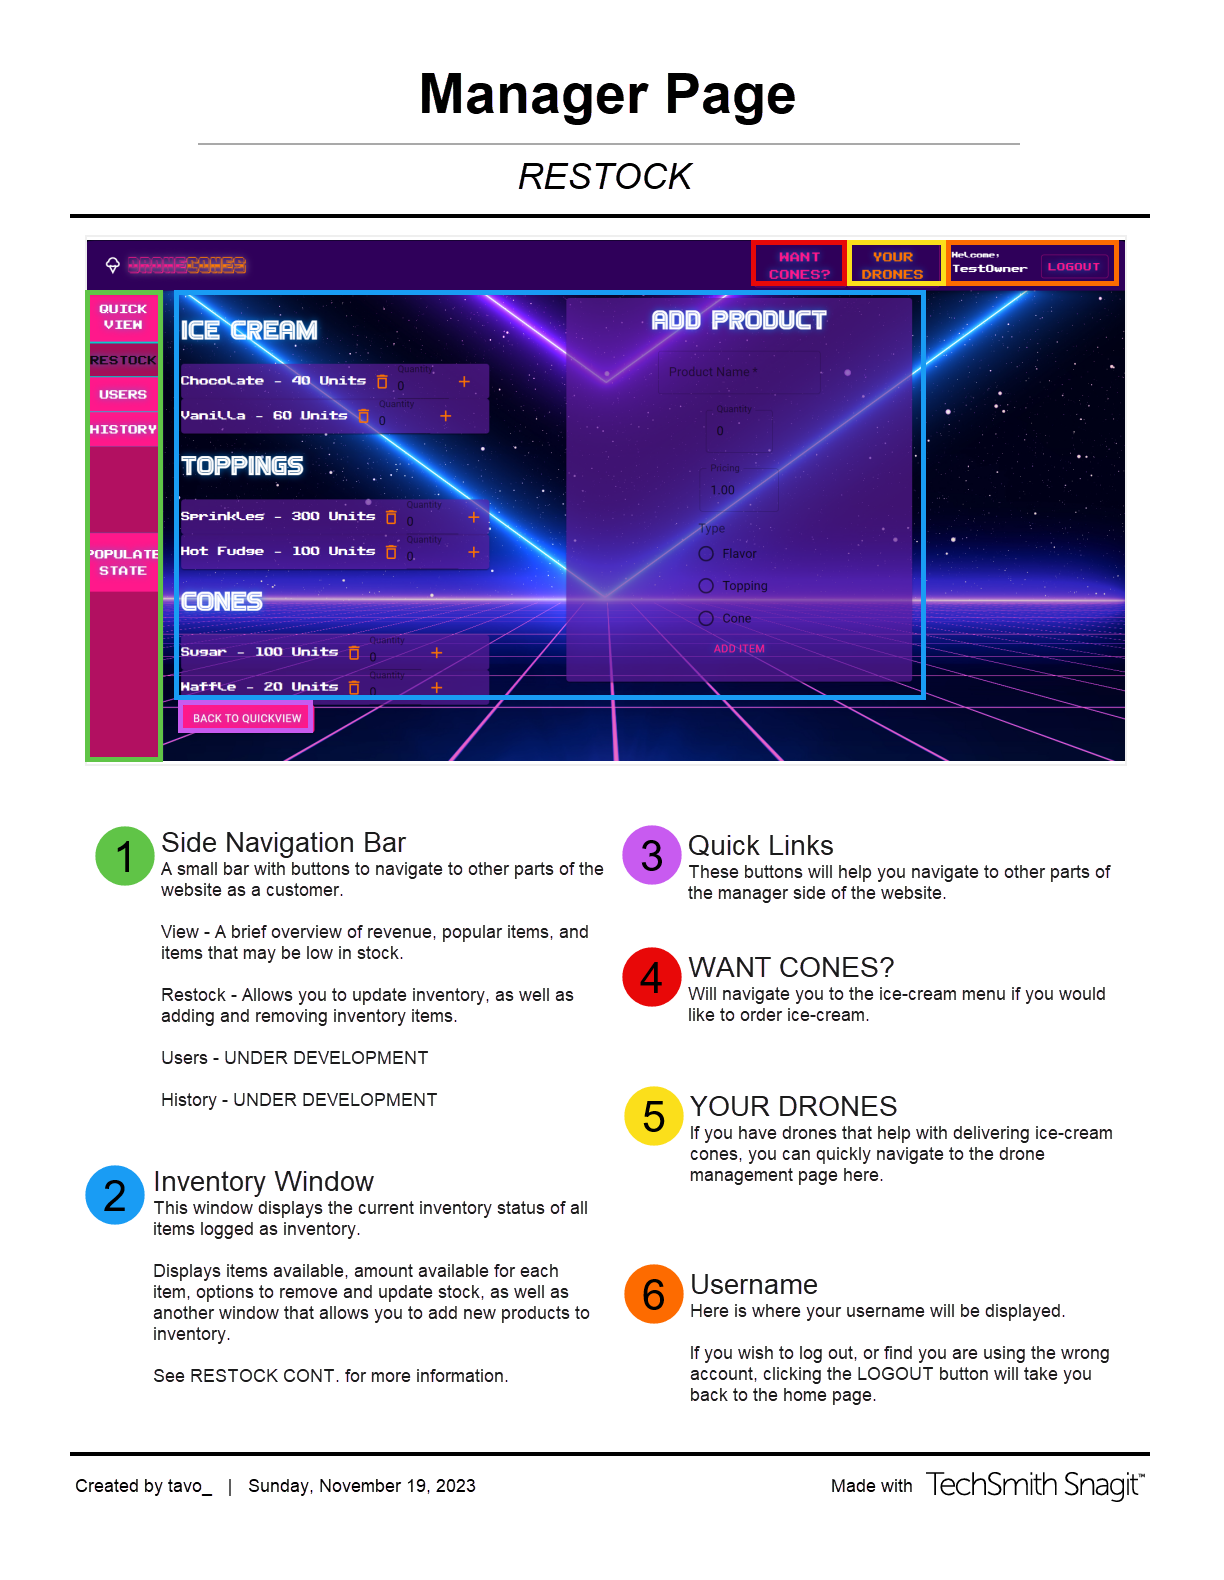 Manager Page
RESTOCK
DRONECONES
WANT
CONES?
YOUR
DRONES
Welcome,
TestOwner
LOGOUT
QUICK
VIEW
RESTOCK
USERS
HISTORY
POPULATE
STATE
ICE CREAM
Chocolate - 40 Units
Quantity
0
+
Vanilla - 60 Units
Quantity
0
+
TOPPINGS
Sprinkles - 300 Units
Quantity
0
+
Hot Fudge - 100 Units
Quantity
0
+
CONES
Sugar - 100 Units
Quantity
0
+
Waffle - 20 Units
Quantity
0
+
BACK TO QUICKVIEW
ADD PRODUCT
Product Name *
Quantity
0
Pricing
1.00
Type
Flavor
Topping
Cone
ADD ITEM
1
Side Navigation Bar
A small bar with buttons to navigate to other parts of the
website as a customer.
View - A brief overview of revenue, popular items, and
items that may be low in stock.
Restock - Allows you to update inventory, as well as
adding and removing inventory items.
Users - UNDER DEVELOPMENT
History - UNDER DEVELOPMENT
2
Inventory Window
This window displays the current inventory status of all
items logged as inventory.
Displays items available, amount available for each
item, options to remove and update stock, as well as
another window that allows you to add new products to
inventory.
See RESTOCK CONT. for more information.
3
Quick Links
These buttons will help you navigate to other parts of
the manager side of the website.
4
WANT CONES?
Will navigate you to the ice-cream menu if you would
like to order ice-cream.
5
YOUR DRONES
If you have drones that help with delivering ice-cream
cones, you can quickly navigate to the drone
management page here.
6
Username
Here is where your username will be displayed.
If you wish to log out, or find you are using the wrong
account, clicking the LOGOUT button will take you
back to the home page.
Created by tavo_ | Sunday, November 19, 2023
Made with TechSmith Snagit™